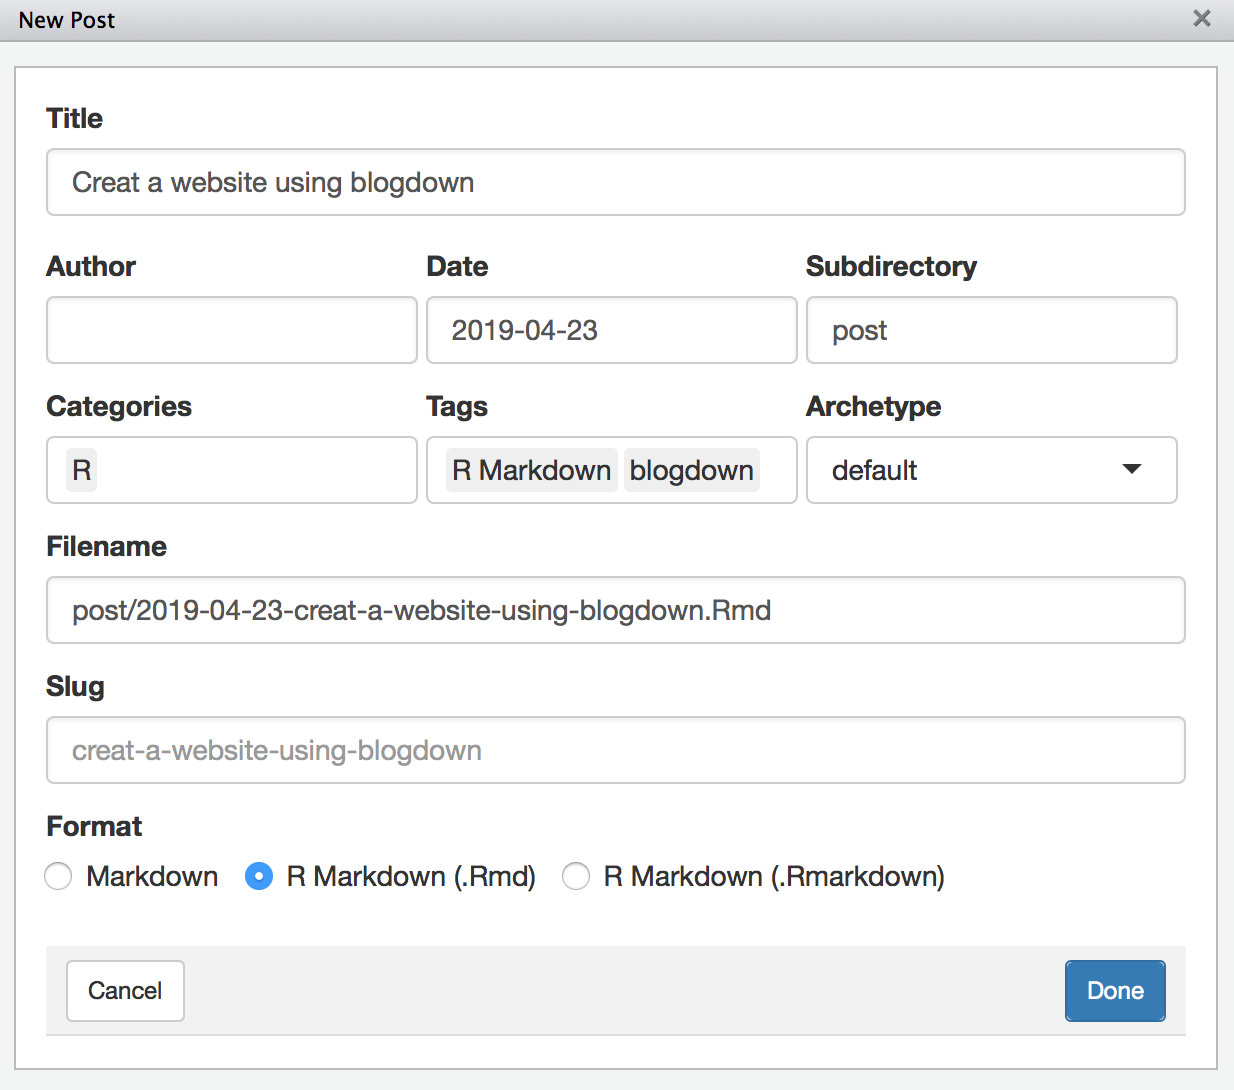 New Post
Title
Creat a website using blogdown
Author Date Subdirectory
2019-04-23 post
Categories Tags Archetype
R R Markdown blogdown default
Filename
post/2019-04-23-creat-a-website-using-blogdown.Rmd
Slug
creat-a-website-using-blogdown
Format
Markdown R Markdown (.Rmd) R Markdown (.Rmarkdown)
Cancel Done